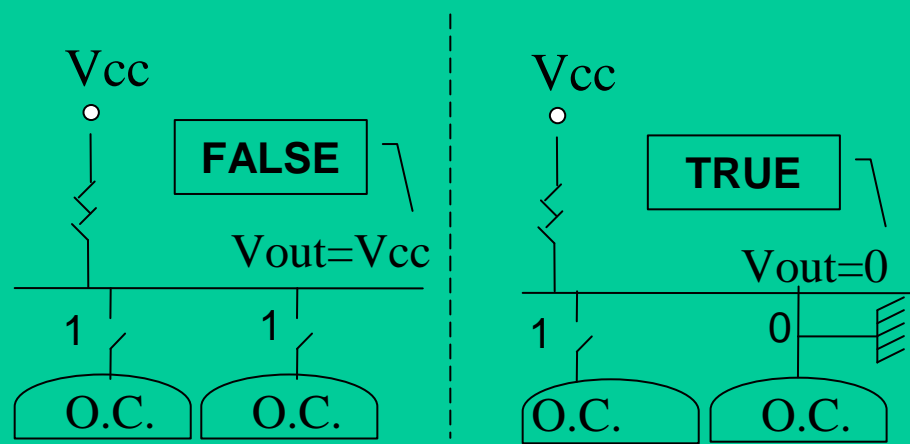 Vcc
FALSE
Vout=Vcc
1 1
O.C. O.C.
Vcc
TRUE
Vout=0
1 0
O.C. O.C.